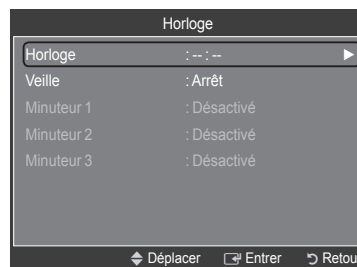 Horloge
Horloge : -- : --
Veille : Arrêt
Minuteur 1 : Désactivé
Minuteur 2 : Désactivé
Minuteur 3 : Désactivé
Déplacer Entrer Retou